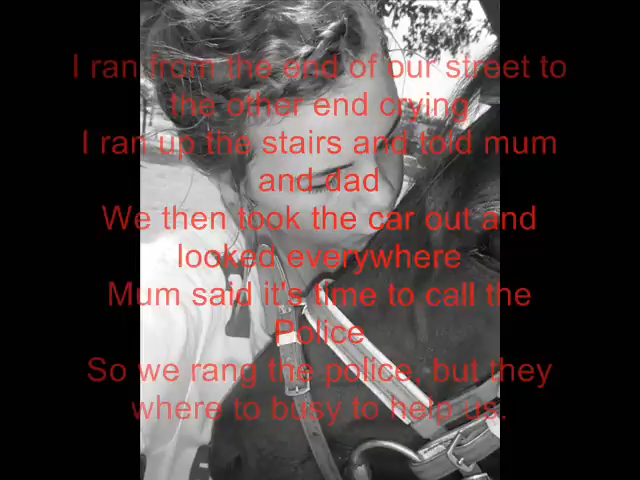 I ran from the end of our street to
the other end crying
I ran up the stairs and told mum
and dad
We then took the car out and
looked everywhere
Mum said it's time to call the
Police
So we rang the police, but they
where to busy to help us.